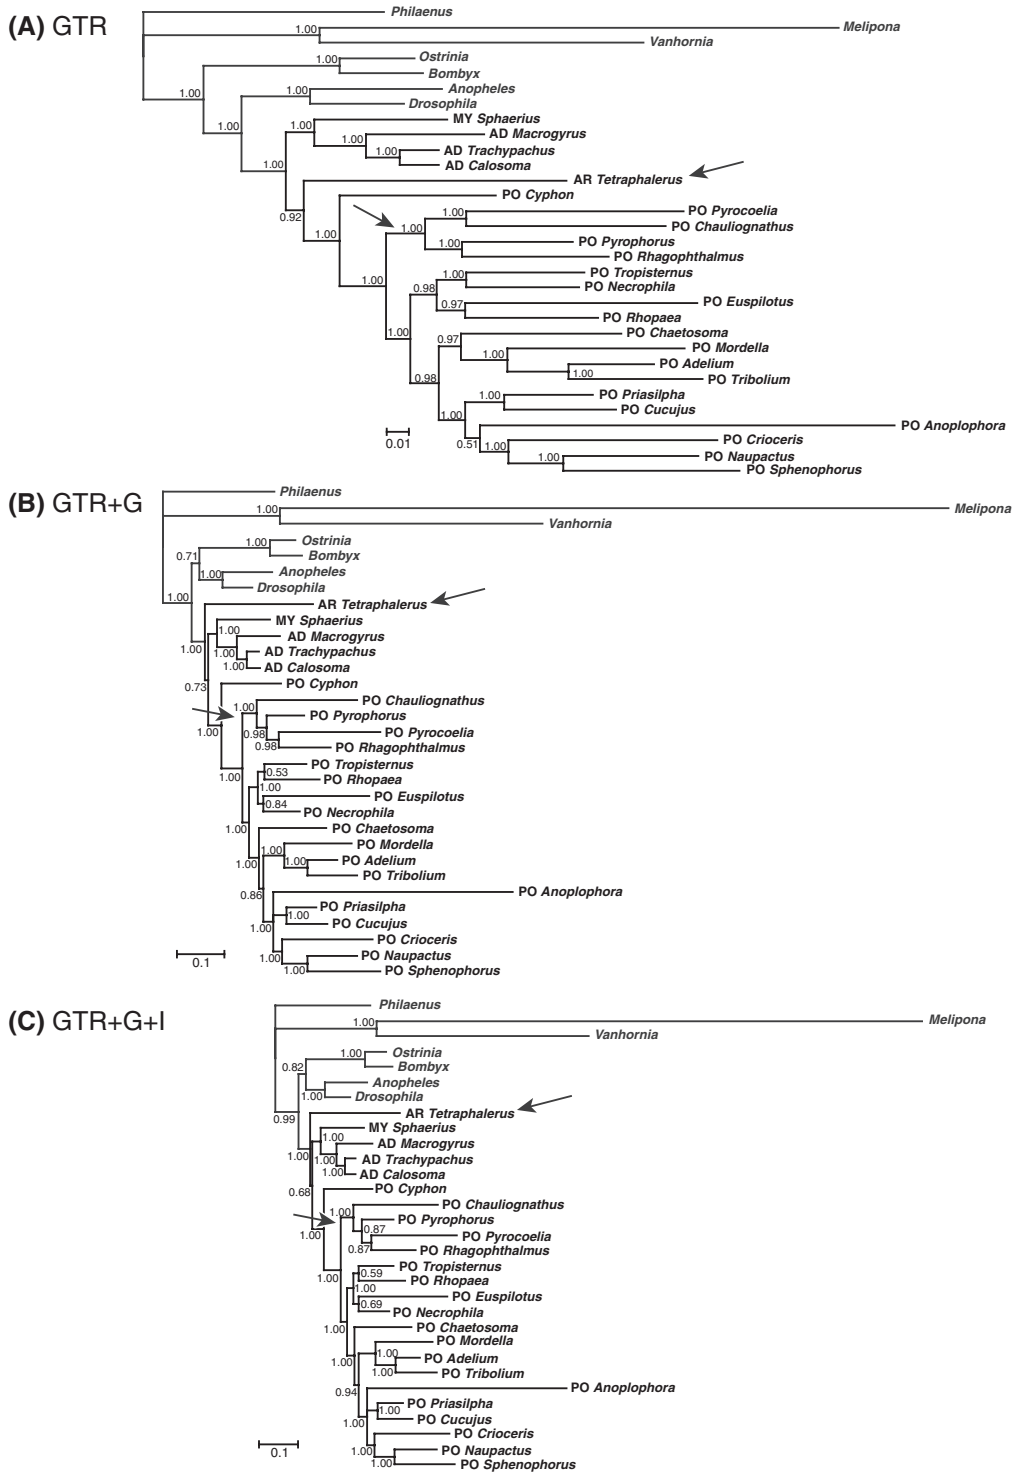 (A) GTR
Philaenus
1.00
Melipona
Vanhornia
1.00
Ostrinia
Bombyx
1.00
1.00
Anopheles
Drosophila
1.00
1.00
MY Sphaerius
1.00
AD Macrogyrus
1.00
AD Trachypachus
AD Calosoma
1.00
AR Tetraphalerus
0.92
PO Cyphon
1.00
1.00
1.00
PO Pyrocoelia
PO Chauliognathus
1.00
PO Pyrophorus
PO Rhagophthalmus
1.00
1.00
PO Tropisternus
PO Necrophila
0.98
0.97
PO Euspilotus
PO Rhopaea
1.00
0.97
PO Chaetosoma
1.00
PO Mordella
PO Adelium
1.00
PO Tribolium
0.98
1.00
PO Priasilpha
PO Cucujus
1.00
PO Anoplophora
0.51
1.00
PO Crioceris
1.00
PO Naupactus
PO Sphenophorus
0.01
(B) GTR+G
Philaenus
1.00
Melipona
Vanhornia
1.00
Ostrinia
Bombyx
0.71
1.00
Anopheles
Drosophila
1.00
AR Tetraphalerus
1.00
MY Sphaerius
1.00
AD Macrogyrus
1.00
AD Trachypachus
1.00
AD Calosoma
0.73
PO Cyphon
1.00
1.00
PO Chauliognathus
PO Pyrophorus
0.98
PO Pyrocoelia
0.98
PO Rhagophthalmus
1.00
PO Tropisternus
0.53
PO Rhopaea
1.00
PO Euspilotus
0.84
PO Necrophila
1.00
PO Chaetosoma
1.00
1.00
PO Mordella
1.00
PO Adelium
PO Tribolium
0.86
PO Anoplophora
PO Priasilpha
1.00
PO Cucujus
1.00
PO Crioceris
1.00
PO Naupactus
1.00
PO Sphenophorus
0.1
(C) GTR+G+I
Philaenus
1.00
Melipona
Vanhornia
1.00
Ostrinia
Bombyx
0.82
Anopheles
1.00
Drosophila
0.99
AR Tetraphalerus
1.00
MY Sphaerius
1.00
AD Macrogyrus
1.00
AD Trachypachus
1.00
AD Calosoma
0.68
PO Cyphon
1.00
1.00
PO Chauliognathus
PO Pyrophorus
0.87
PO Pyrocoelia
0.87
PO Rhagophthalmus
1.00
PO Tropisternus
0.59
PO Rhopaea
1.00
PO Euspilotus
0.69
PO Necrophila
1.00
PO Chaetosoma
1.00
PO Mordella
1.00
PO Adelium
1.00
PO Tribolium
0.94
PO Anoplophora
PO Priasilpha
1.00
PO Cucujus
1.00
PO Crioceris
1.00
PO Naupactus
1.00
PO Sphenophorus
0.1